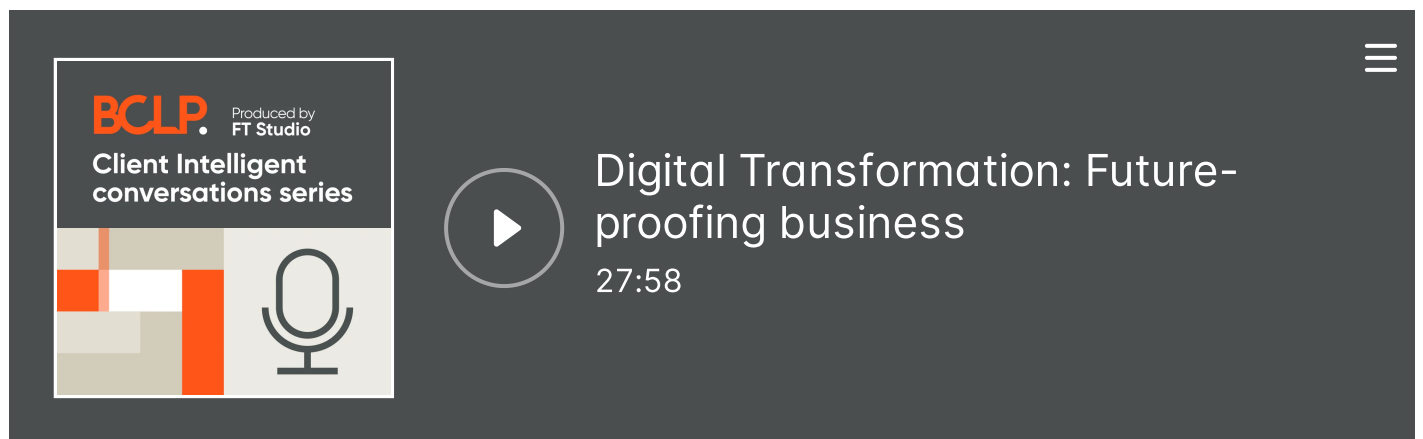 BCLP.
Produced by
FT Studio
Client Intelligent
conversations series
Digital Transformation: Future-
proofing business
27:58